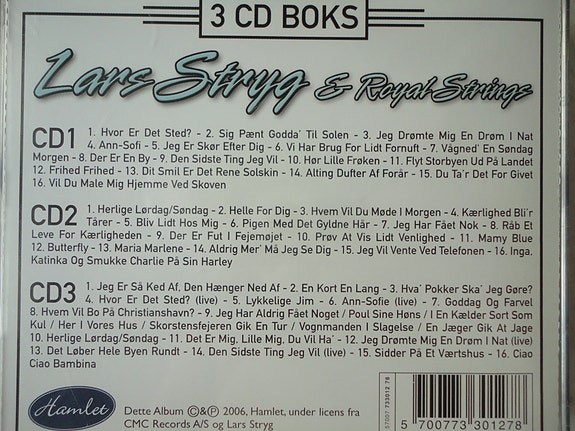 3 CD BOKS
Lars Stryg & Royal Strings
CD1 1. Hvor Er Det Sted? - 2. Sig Pænt Godda' Til Solen - 3. Jeg Drømte Mig En Drøm I Nat
4. Ann-Sofi - 5. Jeg Er Skør Efter Dig - 6. Vi Har Brug For Lidt Fornuft - 7. Vågned' En Søndag
Morgen - 8. Der Er En By - 9. Den Sidste Ting Jeg Vil - 10. Hør Lille Frøken - 11. Flyt Storbyen Ud På Landet
12. Frihed Frihed - 13. Dit Smil Er Det Rene Solskin - 14. Alting Dufter Af Forår - 15. Du Ta'r Det For Givet
16. Vil Du Male Mig Hjemme Ved Skoven
CD2 1. Herlige Lørdag/Søndag - 2. Helle For Dig - 3. Hvem Vil Du Møde I Morgen - 4. Kærlighed Bli'r
Tårer - 5. Bliv Lidt Hos Mig - 6. Pigen Med Det Gyldne Hår - 7. Jeg Har Fået Nok - 8. Råb Et
Leve For Kærligheden - 9. Der Er Fut I Fejemøjet - 10. Prøv At Vis Lidt Venlighed - 11. Mamy Blue
12. Butterfly - 13. Maria Marlene - 14. Aldrig Mer' Må Jeg Se Dig - 15. Jeg Vil Vente Ved Telefonen - 16. Inga,
Katinka Og Smukke Charlie På Sin Harley
CD3 1. Jeg Er Så Ked Af, Den Hænger Ned Af - 2. En Kort En Lang - 3. Hva' Pokker Ska' Jeg Gøre?
4. Hvor Er Det Sted? (live) - 5. Lykkelige Jim - 6. Ann-Sofie (live) - 7. Goddag Og Farvel
8. Hvem Vil Bo På Christianshavn? - 9. Jeg Har Aldrig Fået Noget / Poul Sine Høns / I En Kælder Sort Som
Kul / Her I Vores Hus / Skorstensfejeren Gik En Tur / Vognmanden I Slagelse / En Jæger Gik At Jage
10. Herlige Lørdag/Søndag - 11. Det Er Mig, Lille Mig, Du Vil Ha' - 12. Jeg Drømte Mig En Drøm I Nat (live)
13. Det Løber Hele Byen Rundt - 14. Den Sidste Ting Jeg Vil (live) - 15. Sidder På Et Værtshus - 16. Ciao
Ciao Bambina
Hamlet
Dette Album ©&℗ 2006, Hamlet, under licens fra
CMC Records A/S og Lars Stryg
57007 733012 78
5 700773 301278